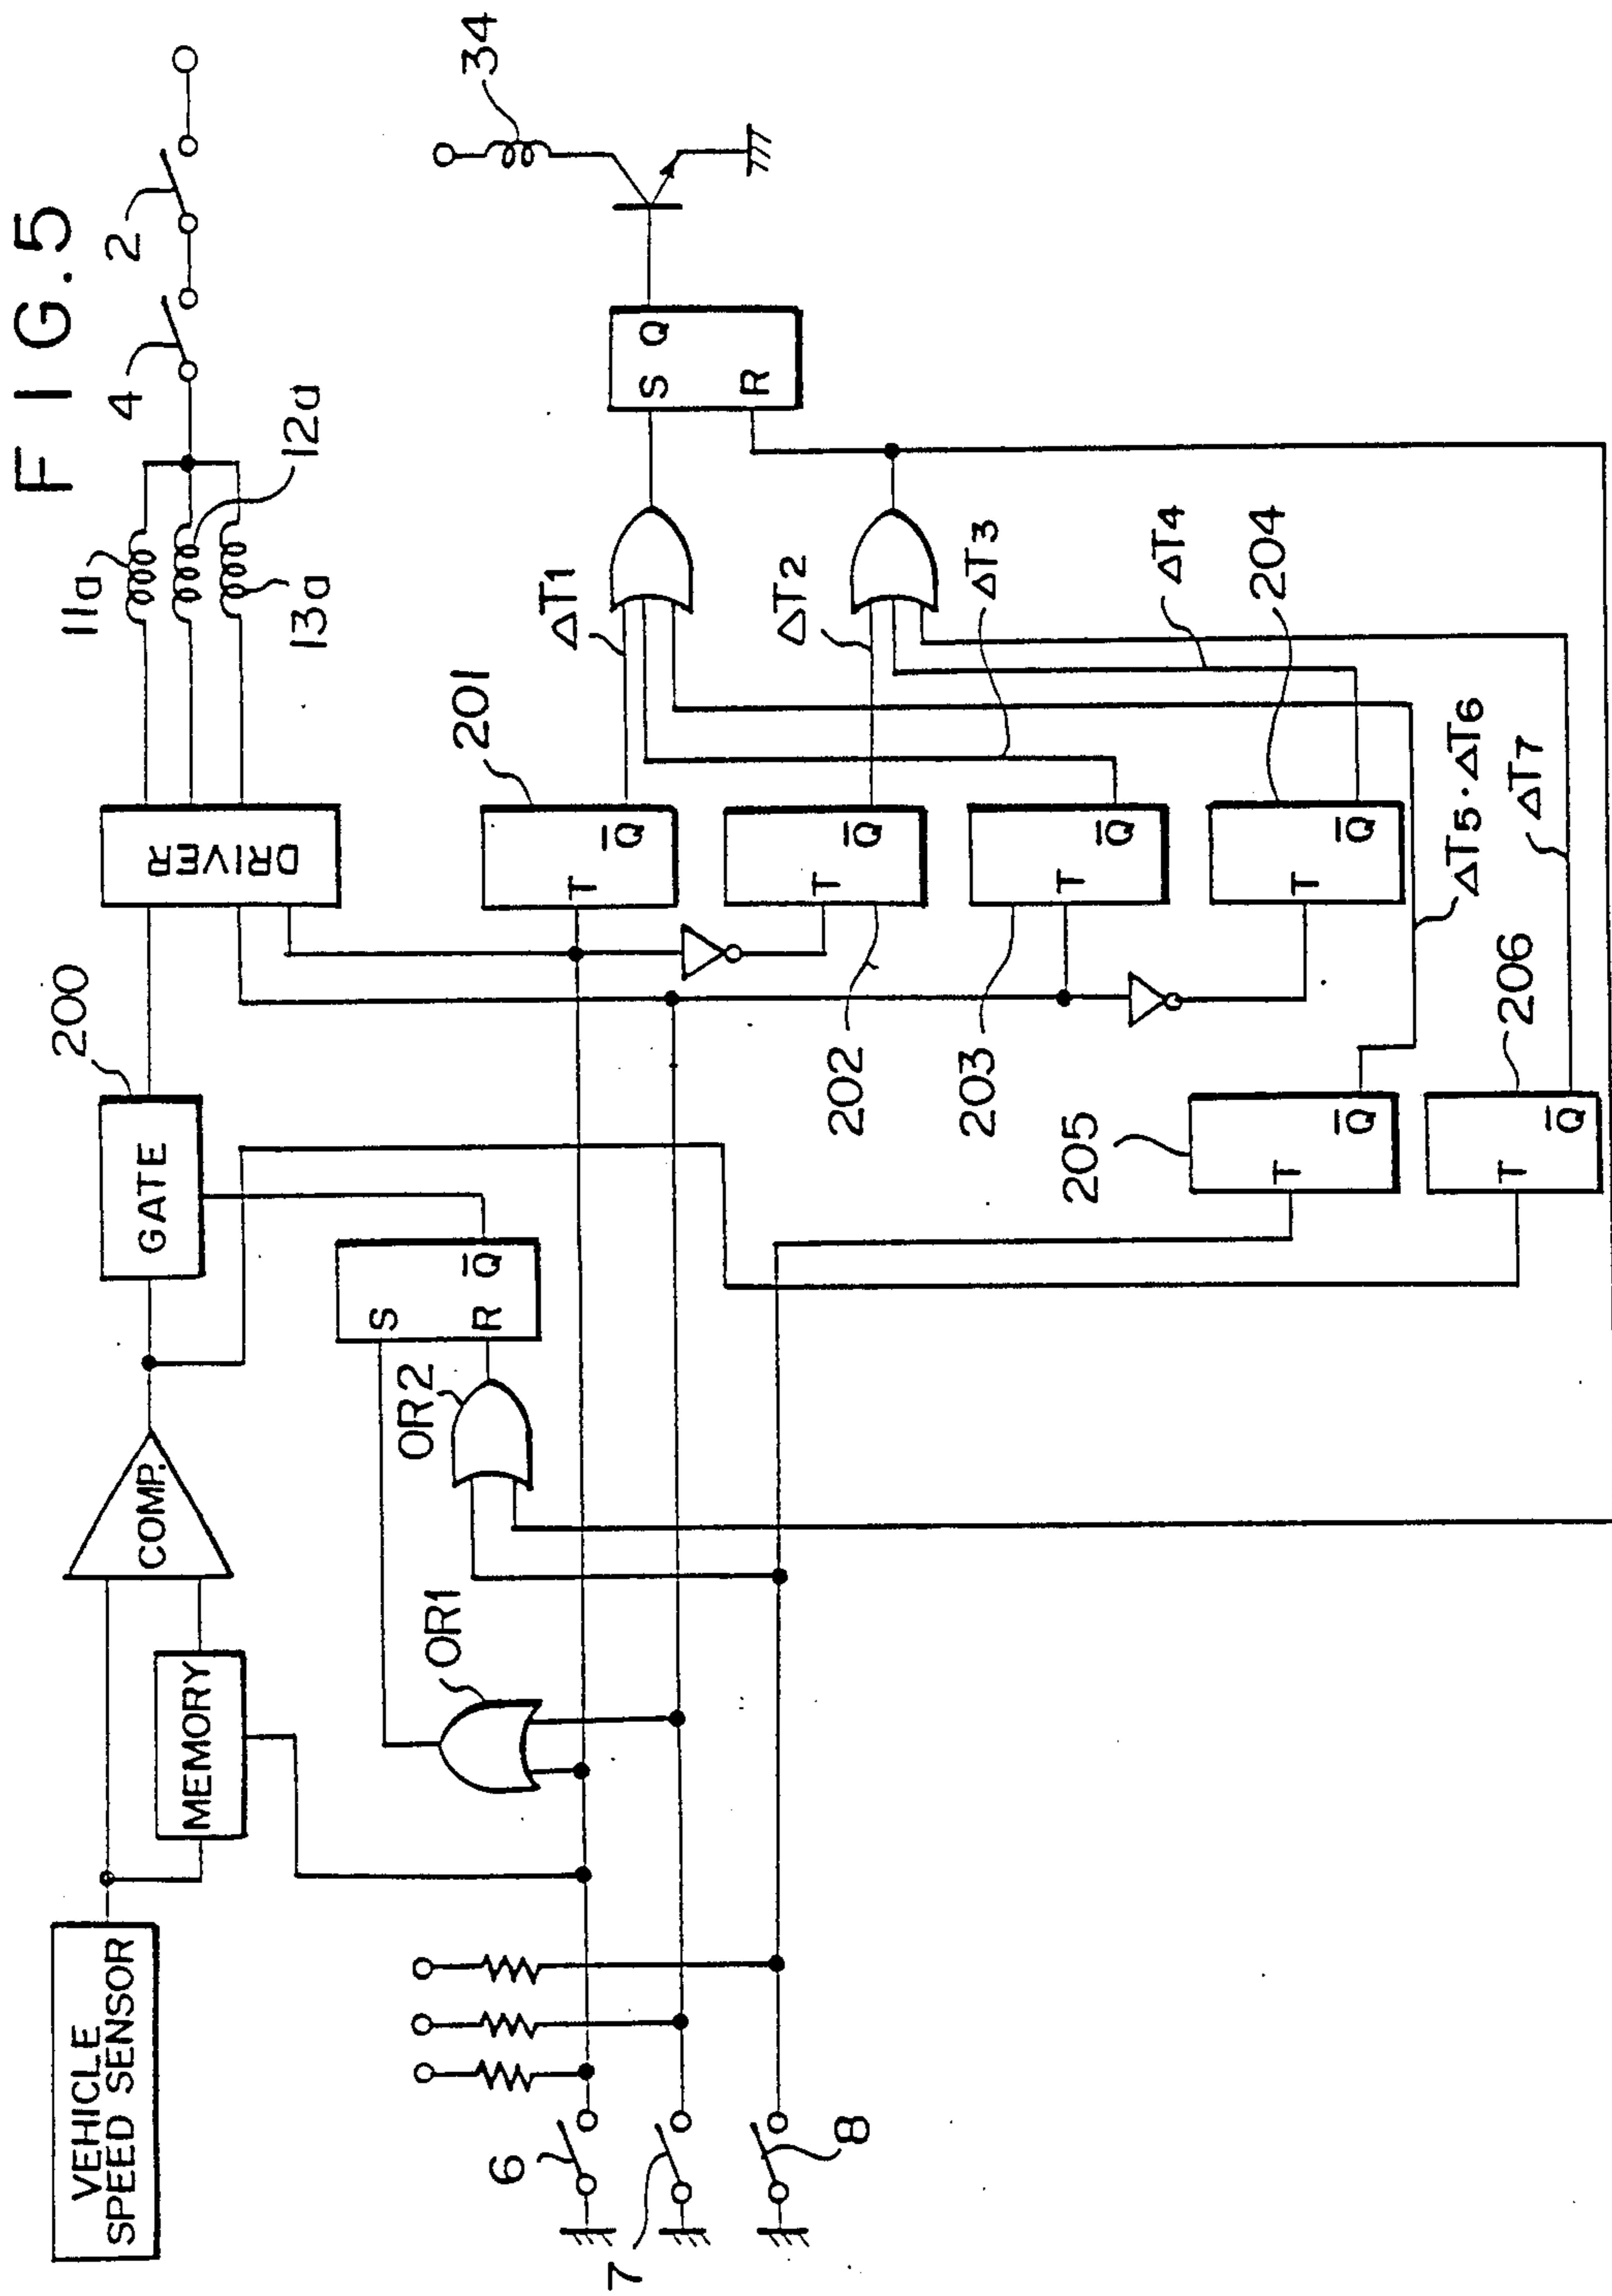 FIG.5
VEHICLE
SPEED SENSOR
MEMORY
COMP.
GATE
200
DRIVER
11a
12a
13a
4
2
OR1
OR2
S
R
Q̅
6
7
8
201
T
Q̅
202
T
Q̅
203
T
Q̅
204
T
Q̅
205
T
Q̅
206
T
Q̅
ΔT1
ΔT2
ΔT3
ΔT4
ΔT5·ΔT6
ΔT7
S
Q
R
34